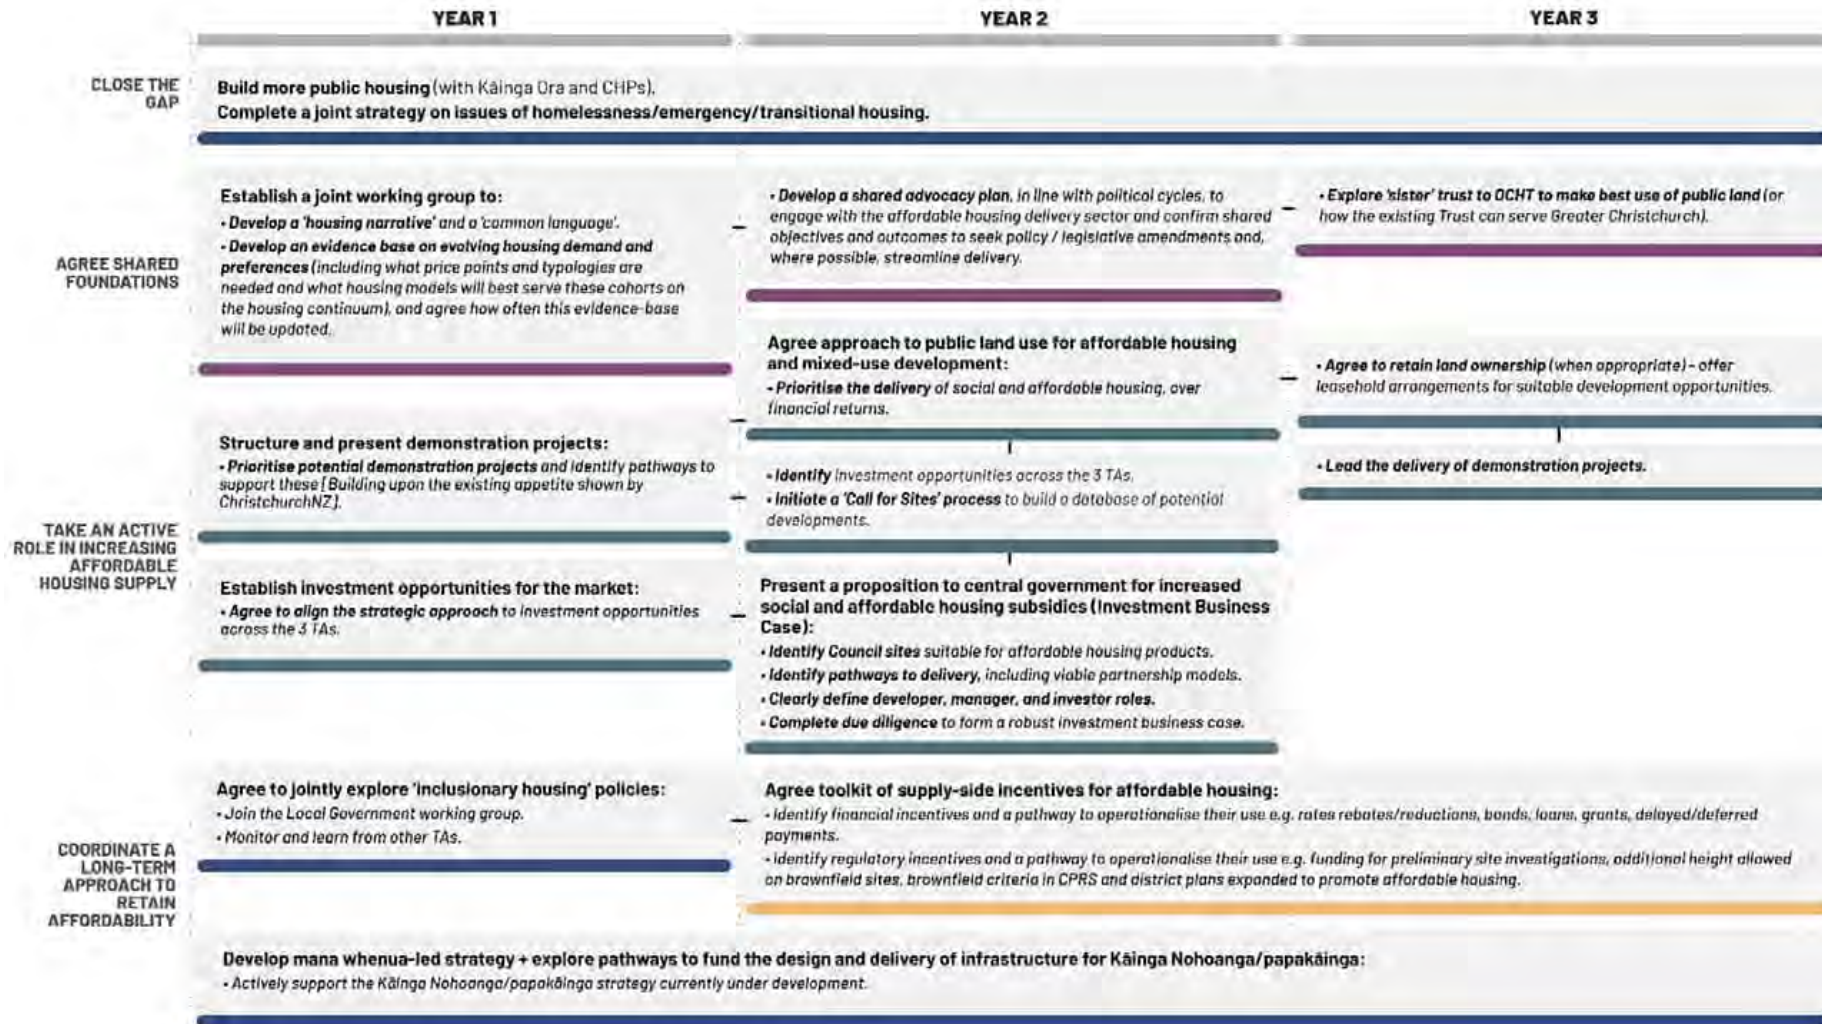 YEAR 1
YEAR 2
YEAR 3
CLOSE THE
GAP
Build more public housing (with Kāinga Ora and CHPs).
Complete a joint strategy on issues of homelessness/emergency/transitional housing.
AGREE SHARED
FOUNDATIONS
Establish a joint working group to:
• Develop a 'housing narrative' and a 'common language'.
• Develop an evidence base on evolving housing demand and
preferences (including what price points and typologies are
needed and what housing models will best serve these cohorts on
the housing continuum), and agree how often this evidence-base
will be updated.
• Develop a shared advocacy plan, in line with political cycles, to
engage with the affordable housing delivery sector and confirm shared
objectives and outcomes to seek policy / legislative amendments and,
where possible, streamline delivery.
• Explore 'sister' trust to OCHT to make best use of public land (or
how the existing Trust can serve Greater Christchurch).
TAKE AN ACTIVE
ROLE IN INCREASING
AFFORDABLE
HOUSING SUPPLY
Structure and present demonstration projects:
• Prioritise potential demonstration projects and identify pathways to
support these [Building upon the existing appetite shown by
ChristchurchNZ].
Establish investment opportunities for the market:
• Agree to align the strategic approach to investment opportunities
across the 3 TAs.
Agree approach to public land use for affordable housing
and mixed-use development:
• Prioritise the delivery of social and affordable housing, over
financial returns.
• Identify investment opportunities across the 3 TAs.
• Initiate a 'Call for Sites' process to build a database of potential
developments.
Present a proposition to central government for increased
social and affordable housing subsidies (Investment Business
Case):
• Identify Council sites suitable for affordable housing products.
• Identify pathways to delivery, including viable partnership models.
• Clearly define developer, manager, and investor roles.
• Complete due diligence to form a robust investment business case.
• Agree to retain land ownership (when appropriate) - offer
leasehold arrangements for suitable development opportunities.
• Lead the delivery of demonstration projects.
COORDINATE A
LONG-TERM
APPROACH TO
RETAIN
AFFORDABILITY
Agree to jointly explore 'inclusionary housing' policies:
• Join the Local Government working group.
• Monitor and learn from other TAs.
Agree toolkit of supply-side incentives for affordable housing:
• Identify financial incentives and a pathway to operationalise their use e.g. rates rebates/reductions, bonds, loans, grants, delayed/deferred
payments.
• Identify regulatory incentives and a pathway to operationalise their use e.g. funding for preliminary site investigations, additional height allowed
on brownfield sites, brownfield criteria in CPRS and district plans expanded to promote affordable housing.
Develop mana whenua-led strategy + explore pathways to fund the design and delivery of infrastructure for Kāinga Nohoanga/papakāinga:
• Actively support the Kāinga Nohoanga/papakāinga strategy currently under development.